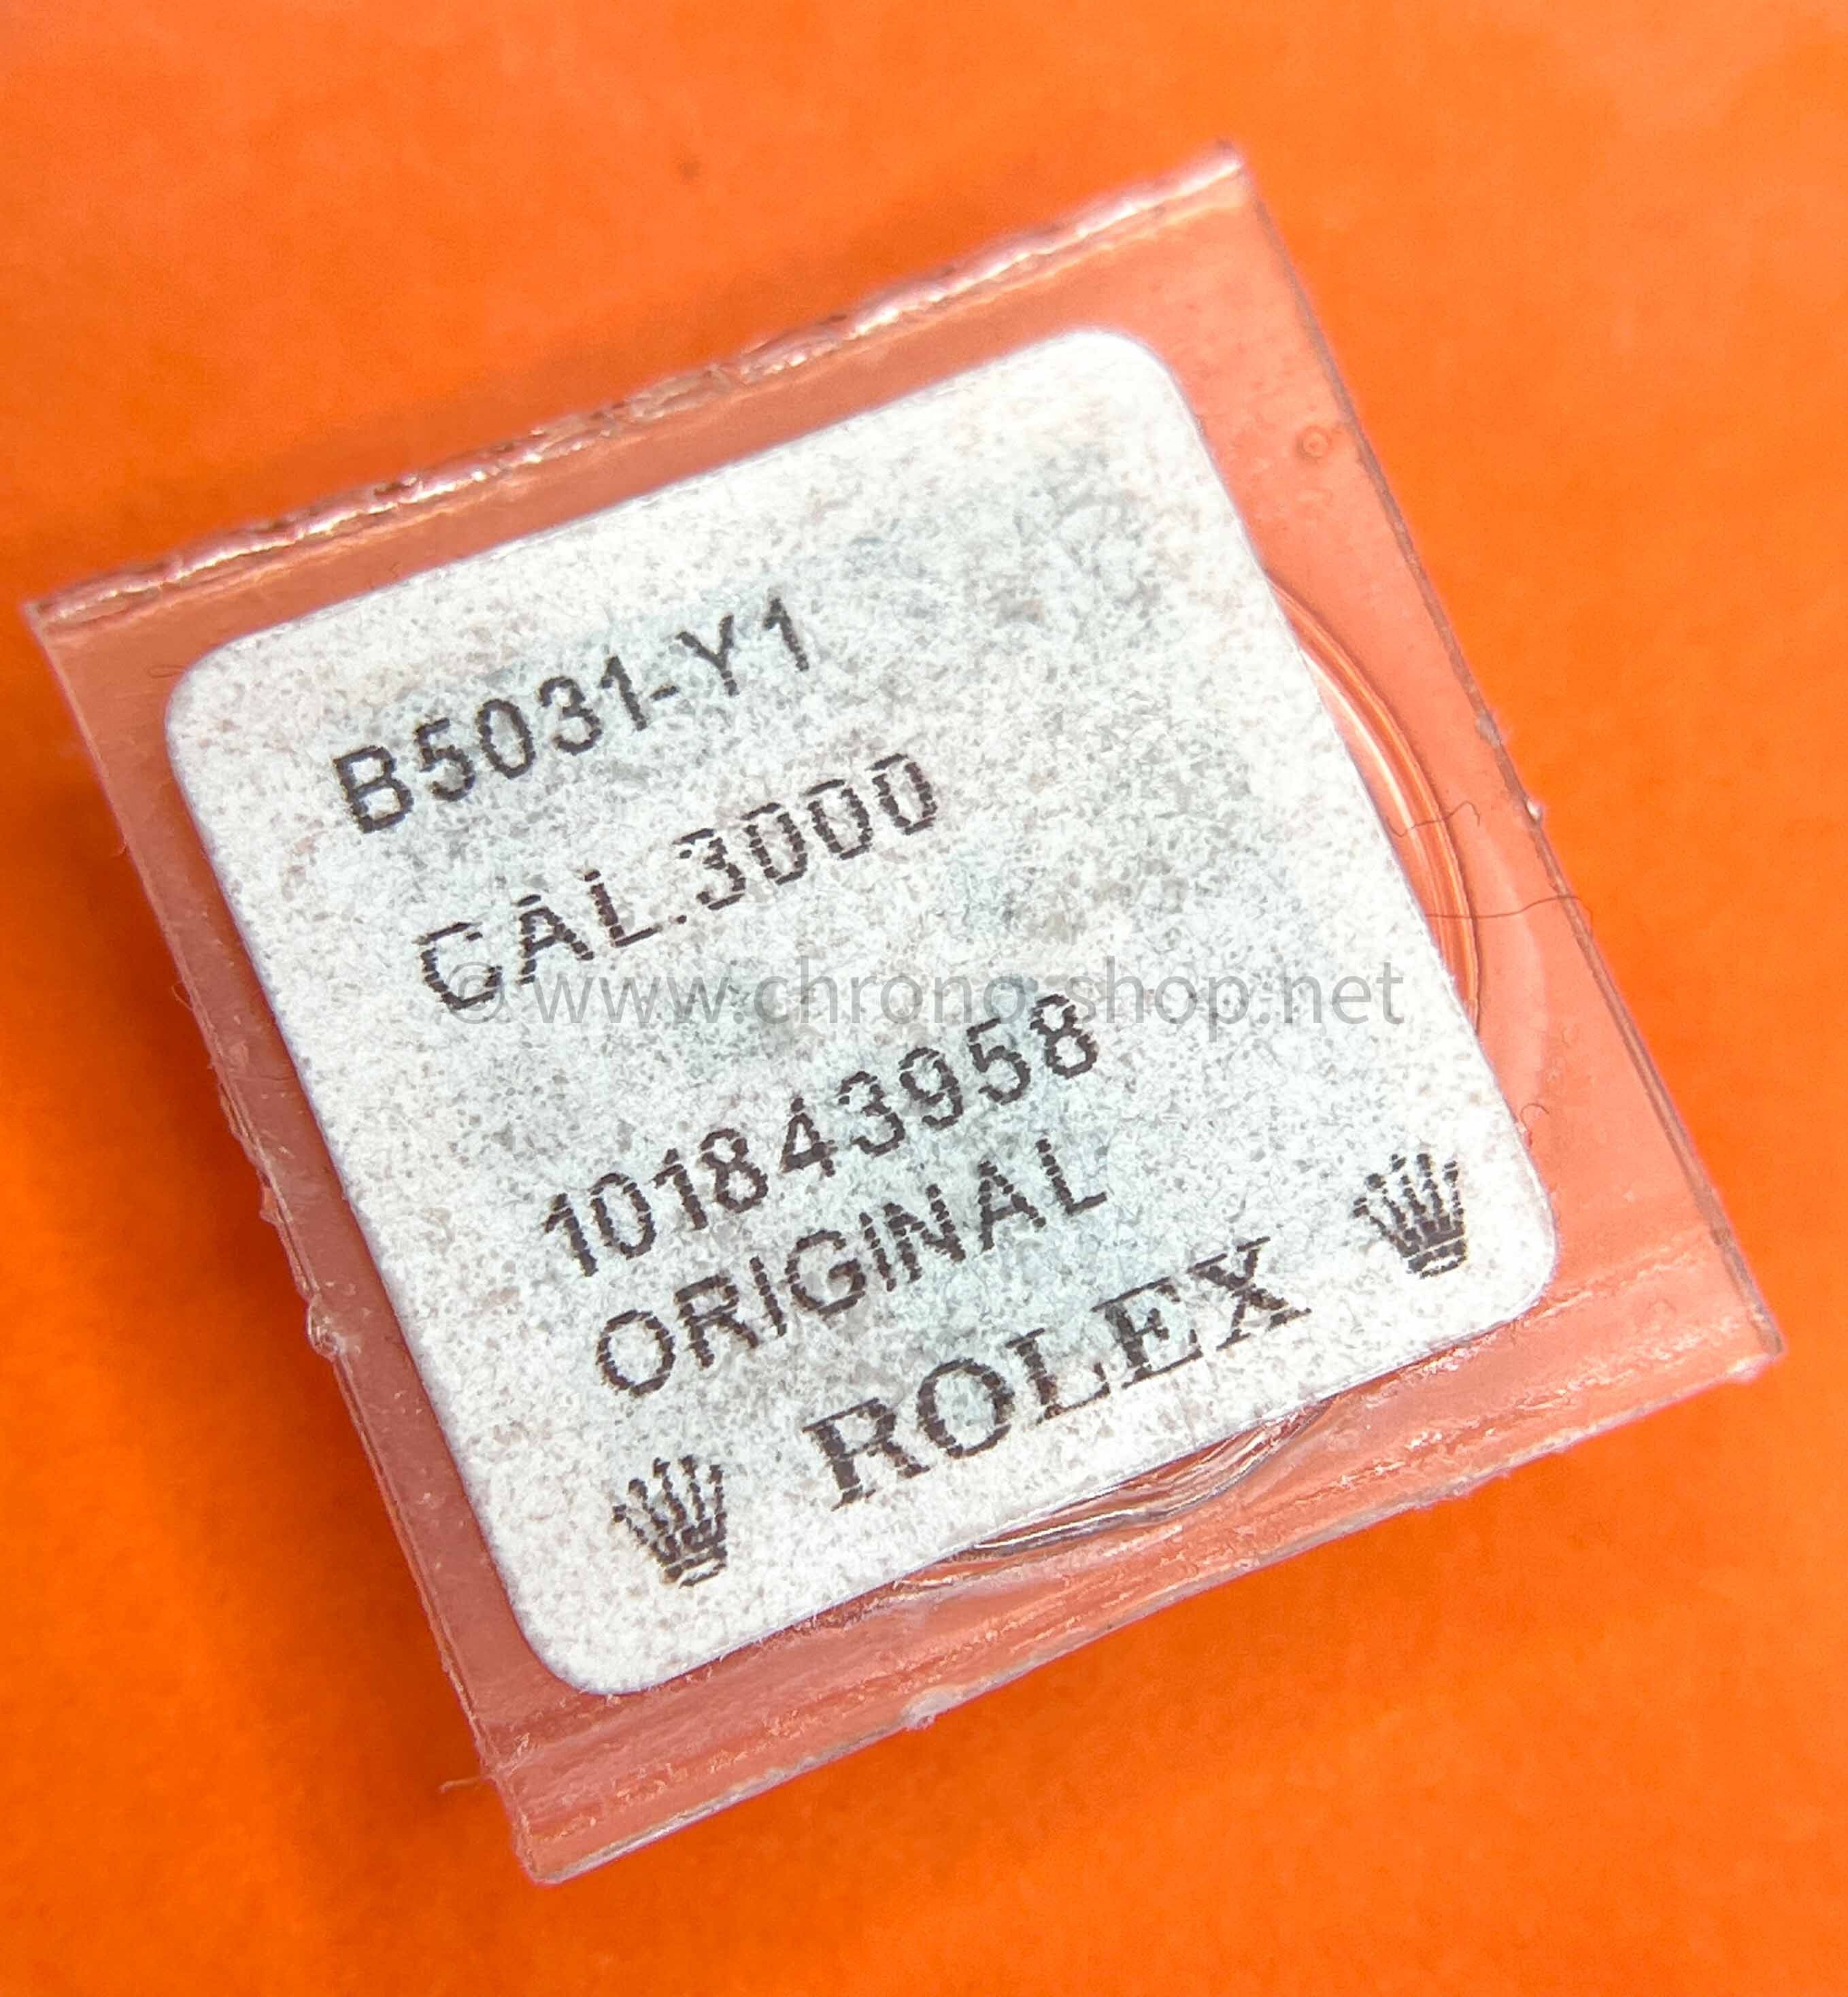 B5031-Y1
CAL.3000
© www.chrono-shop.net
101843958
ORIGINAL
ROLEX